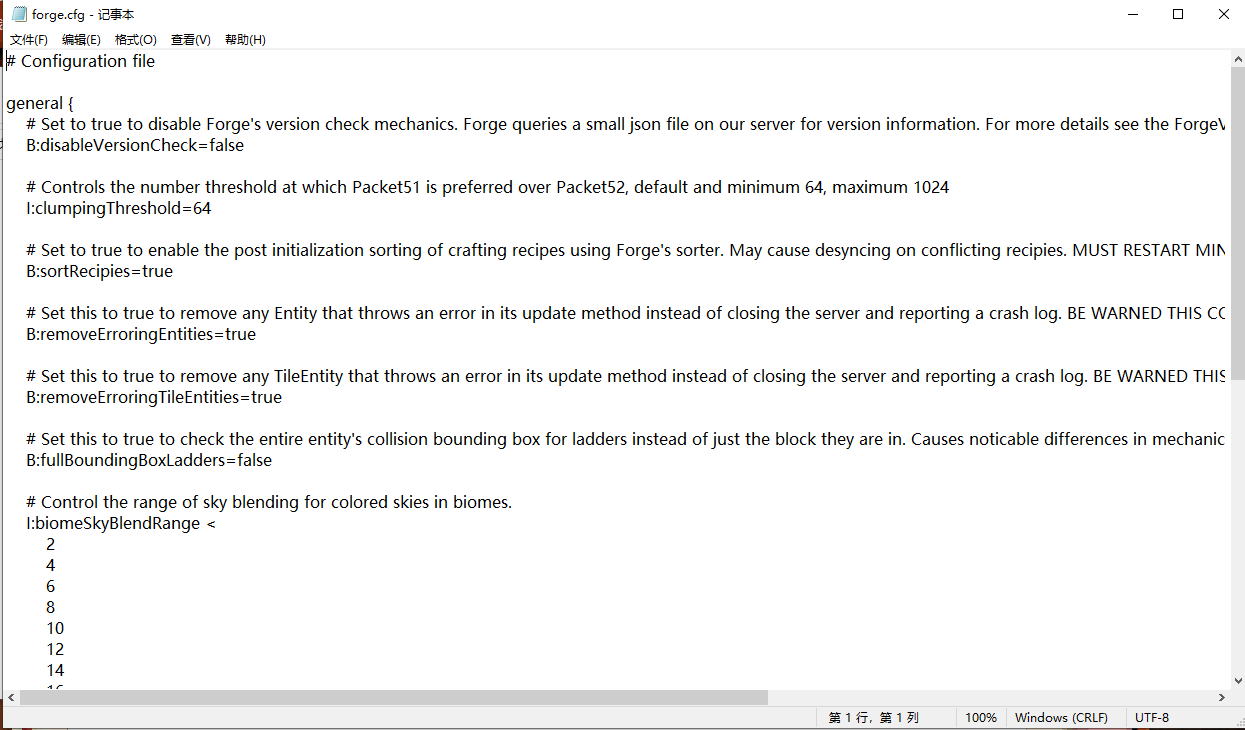 forge.cfg - 记事本
文件(F) 编辑(E) 格式(O) 查看(V) 帮助(H)
# Configuration file
general {
# Set to true to disable Forge's version check mechanics. Forge queries a small json file on our server for version information. For more details see the ForgeV
B:disableVersionCheck=false
# Controls the number threshold at which Packet51 is preferred over Packet52, default and minimum 64, maximum 1024
I:clumpingThreshold=64
# Set to true to enable the post initialization sorting of crafting recipes using Forge's sorter. May cause desyncing on conflicting recipies. MUST RESTART MIN
B:sortRecipies=true
# Set this to true to remove any Entity that throws an error in its update method instead of closing the server and reporting a crash log. BE WARNED THIS CO
B:removeErroringEntities=true
# Set this to true to remove any TileEntity that throws an error in its update method instead of closing the server and reporting a crash log. BE WARNED THIS
B:removeErroringTileEntities=true
# Set this to true to check the entire entity's collision bounding box for ladders instead of just the block they are in. Causes noticable differences in mechanic
B:fullBoundingBoxLadders=false
# Control the range of sky blending for colored skies in biomes.
I:biomeSkyBlendRange <
2
4
6
8
10
12
14
16
第 1 行，第 1 列 100% Windows (CRLF) UTF-8